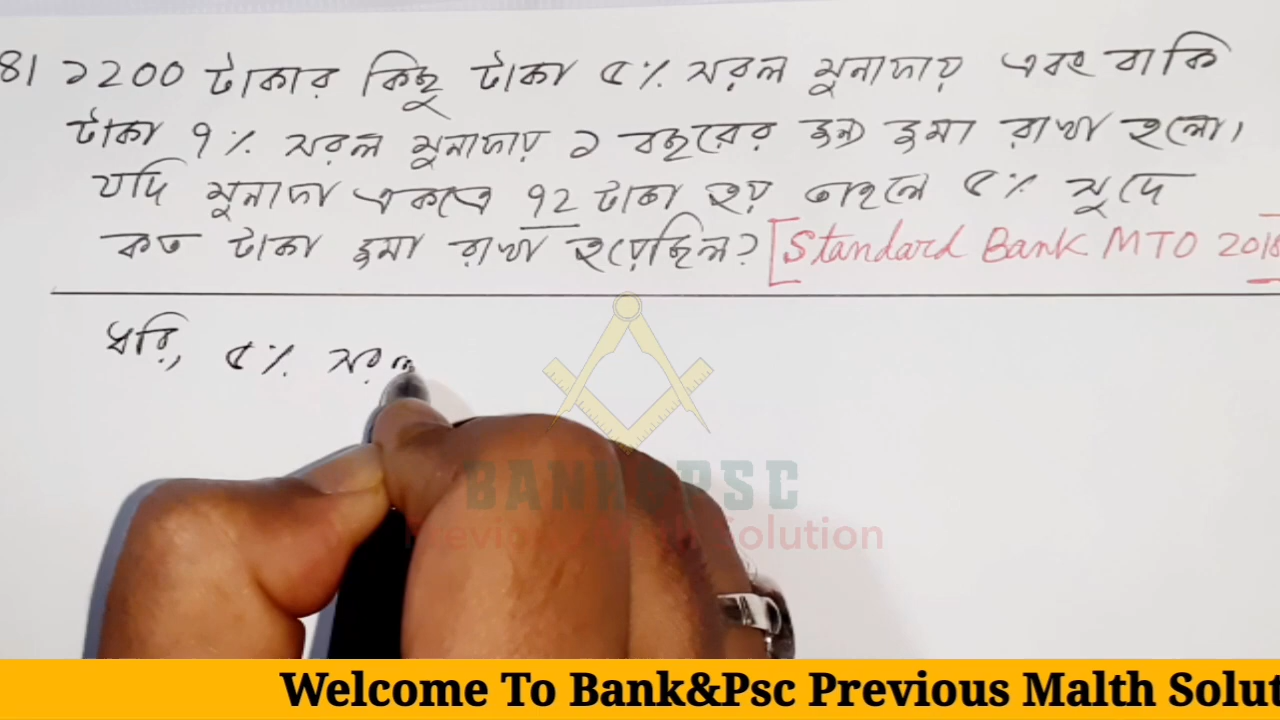 ৪। ১২০০ টাকার কিছু টাকা ৫% সরল মুনাফায় এবং বাকি
টাকা ৭% সরল মুনাফায় ১ বছরের জন্য জমা রাখা হলো।
যদি মুনাফা একত্রে ৭২ টাকা হয় তাহলে ৫% সুদে
কত টাকা জমা রাখা হয়েছিল? [Standard Bank MTO 2018
ধরি, ৫% সরল
BANK&PSC
Previous Math Solution
Welcome To Bank&Psc Previous Malth Solut